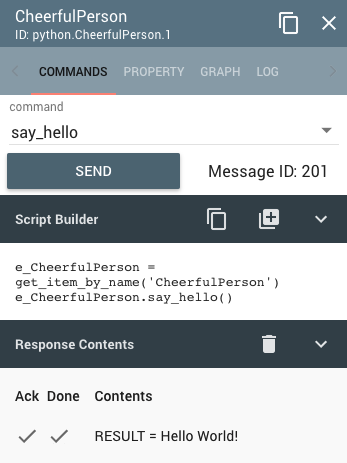 CheerfulPerson
ID: python.CheerfulPerson.1
COMMANDS PROPERTY GRAPH LOG
command
say_hello
SEND Message ID: 201
Script Builder
e_CheerfulPerson =
get_item_by_name('CheerfulPerson')
e_CheerfulPerson.say_hello()
Response Contents
Ack Done Contents
RESULT = Hello World!